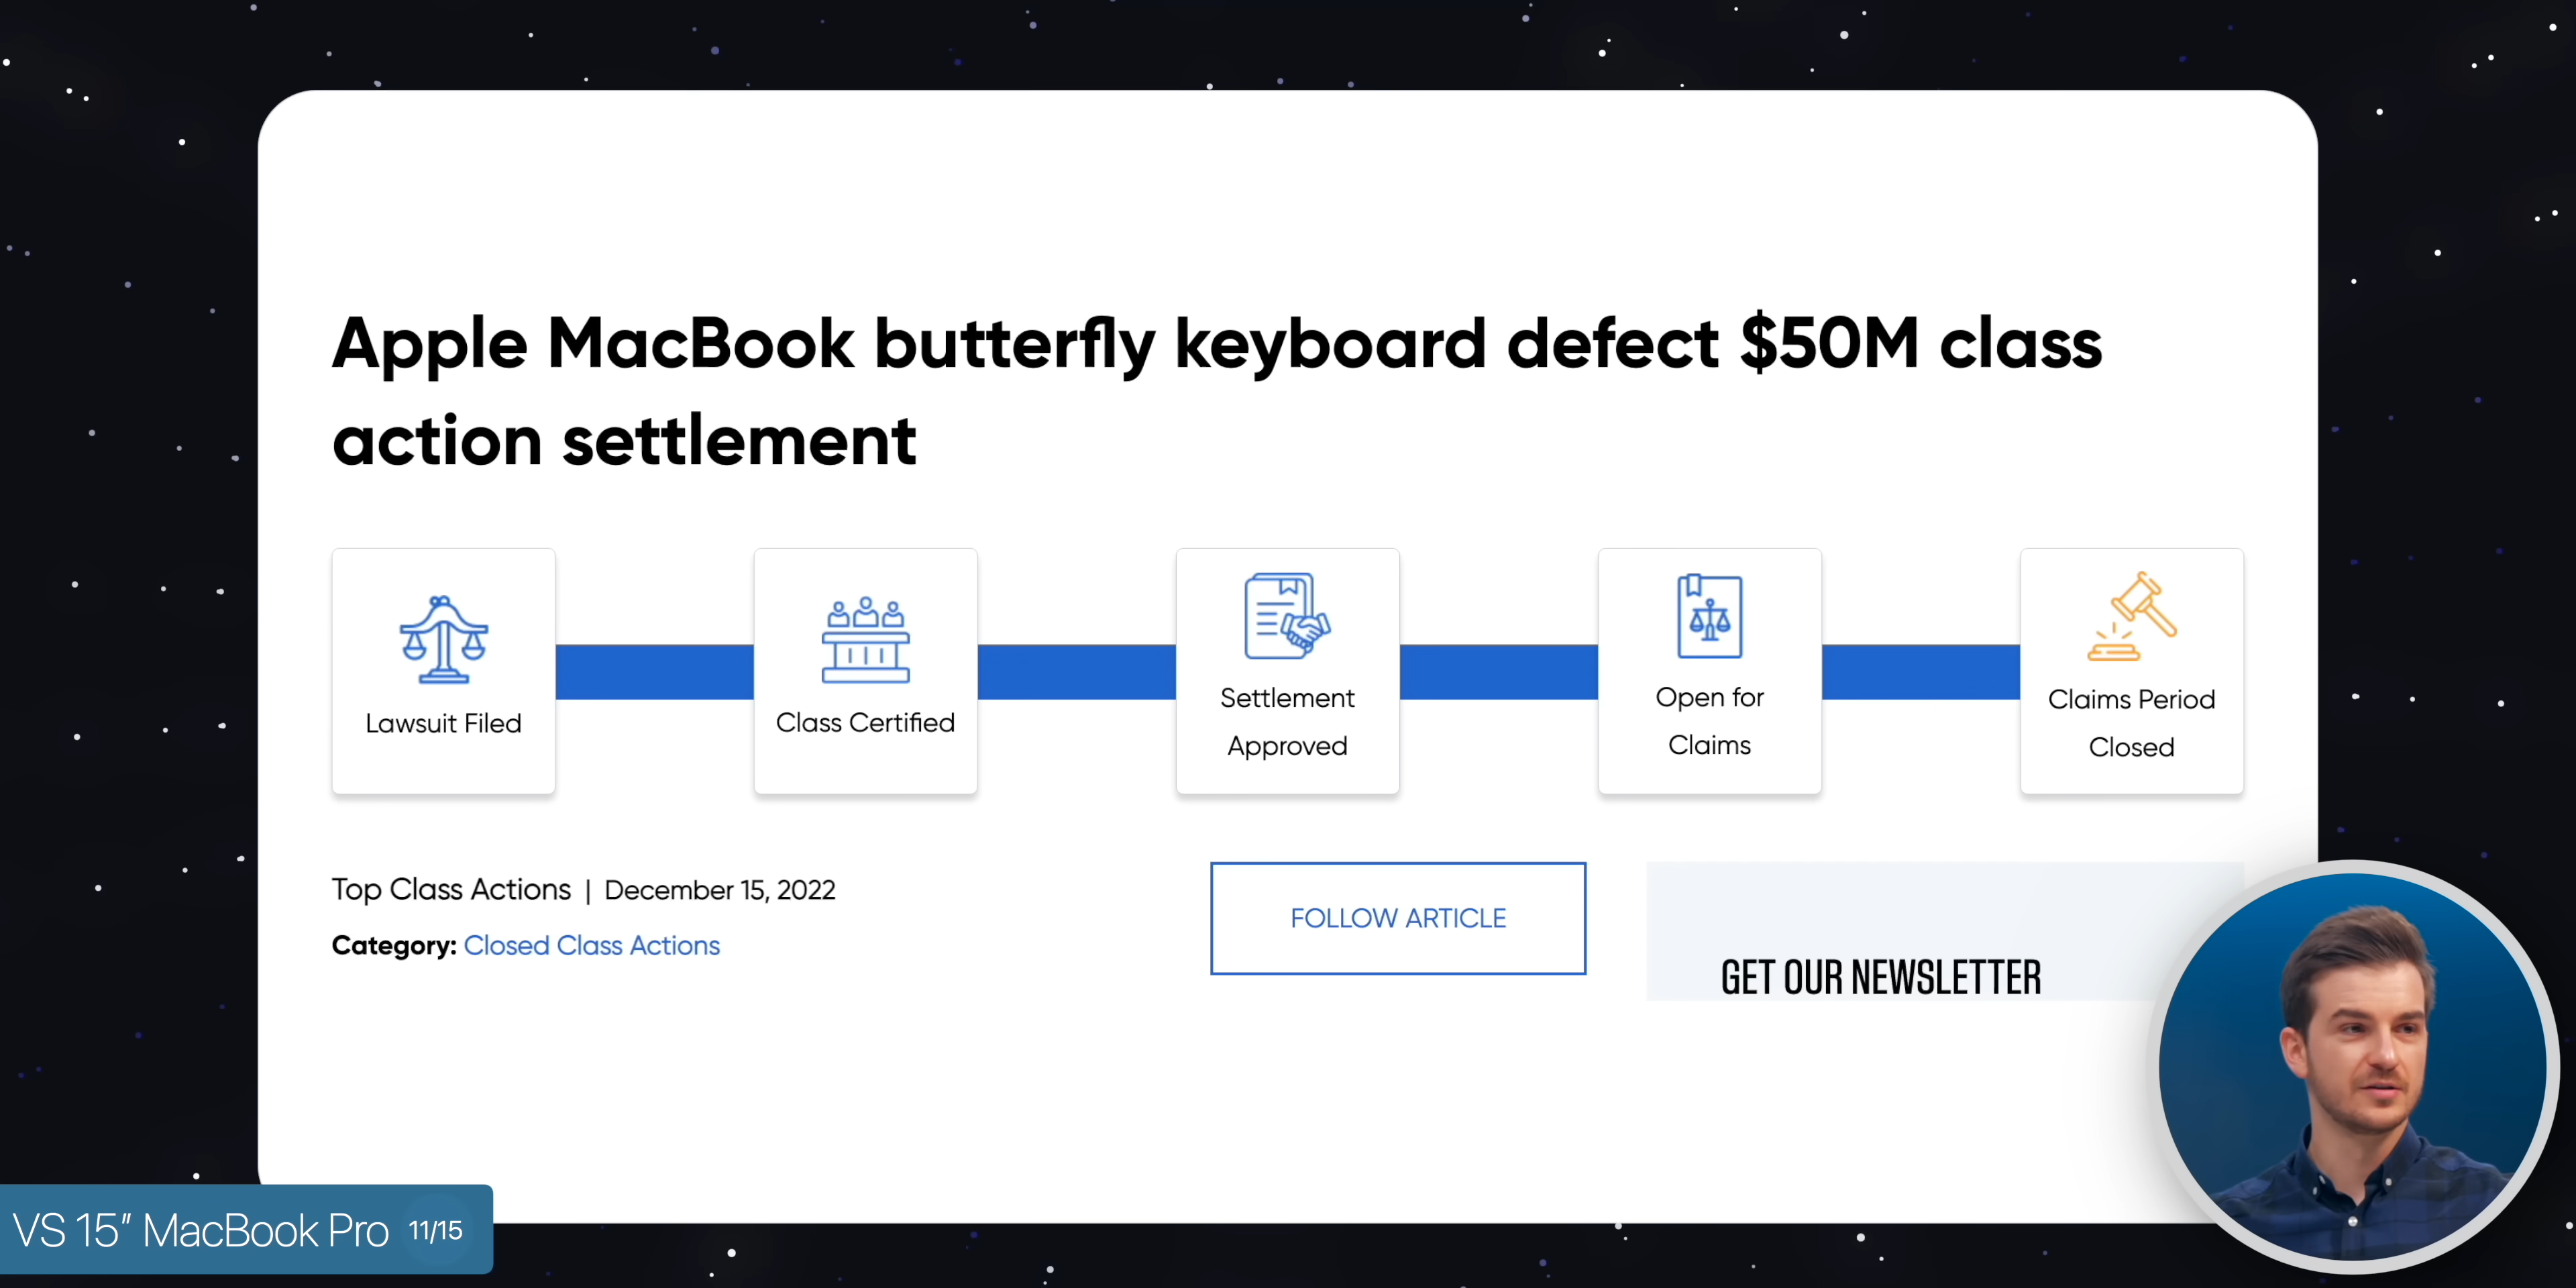 Apple MacBook butterfly keyboard defect $50M class
action settlement
Lawsuit Filed
Class Certified
Settlement
Approved
Open for
Claims
Claims Period
Closed
Top Class Actions | December 15, 2022
Category: Closed Class Actions
FOLLOW ARTICLE
GET OUR NEWSLETTER
VS 15″ MacBook Pro 11/15